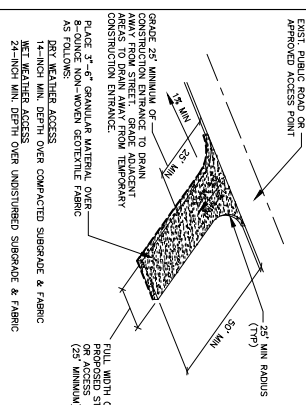 EXIST. PUBLIC ROAD OR
APPROVED ACCESS POINT
25' MIN RADIUS
(TYP)
1% MIN
25' MIN
50' MIN
GRADE 25' MINIMUM OF
CONSTRUCTION ENTRANCE TO DRAIN
AWAY FROM STREET. GRADE ADJACENT
AREAS TO DRAIN AWAY FROM TEMPORARY
CONSTRUCTION ENTRANCE.
FULL WIDTH
PROPOSED
OR ACCESS
(25' MINIMUM)
PLACE 3"-6" GRANULAR MATERIAL OVER
8-OUNCE NON-WOVEN GEOTEXTILE FABRIC
AS FOLLOWS:
DRY WEATHER ACCESS
14-INCH MIN. DEPTH OVER COMPACTED SUBGRADE & FABRIC
WET WEATHER ACCESS
24-INCH MIN. DEPTH OVER UNDISTURBED SUBGRADE & FABRIC